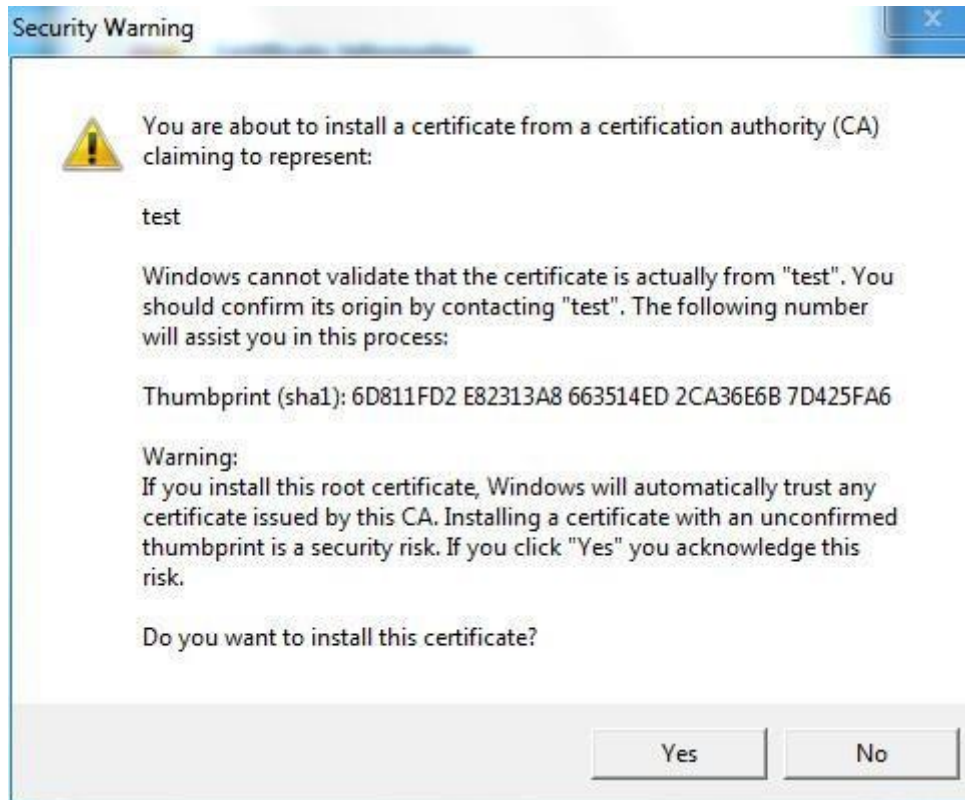 Security Warning
You are about to install a certificate from a certification authority (CA)
claiming to represent:
test
Windows cannot validate that the certificate is actually from "test". You
should confirm its origin by contacting "test". The following number
will assist you in this process:
Thumbprint (sha1): 6D811FD2 E82313A8 663514ED 2CA36E6B 7D425FA6
Warning:
If you install this root certificate, Windows will automatically trust any
certificate issued by this CA. Installing a certificate with an unconfirmed
thumbprint is a security risk. If you click "Yes" you acknowledge this
risk.
Do you want to install this certificate?
Yes No